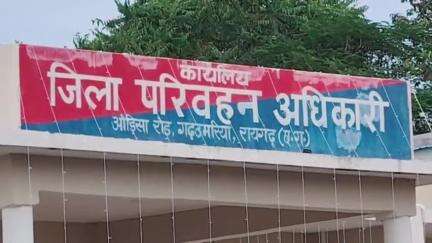 कार्यालय
जिला परिवहन अधिकारी
ओड़िसा रोड़, गढ़उमरिया, रायगढ़ (छ.ग.)